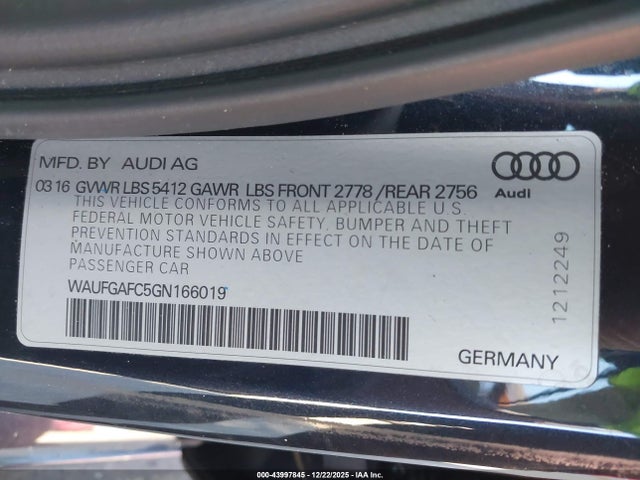 MFD. BY AUDI AG
Audi
03 16 GVWR LBS 5412 GAWR LBS FRONT 2778 /REAR 2756
THIS VEHICLE CONFORMS TO ALL APPLICABLE U.S.
FEDERAL MOTOR VEHICLE SAFETY, BUMPER AND THEFT
PREVENTION STANDARDS IN EFFECT ON THE DATE OF
MANUFACTURE SHOWN ABOVE
PASSENGER CAR
WAUFGAFC5GN166019
1212249
GERMANY
000-43997845 - 12/22/2025 - IAA Inc.